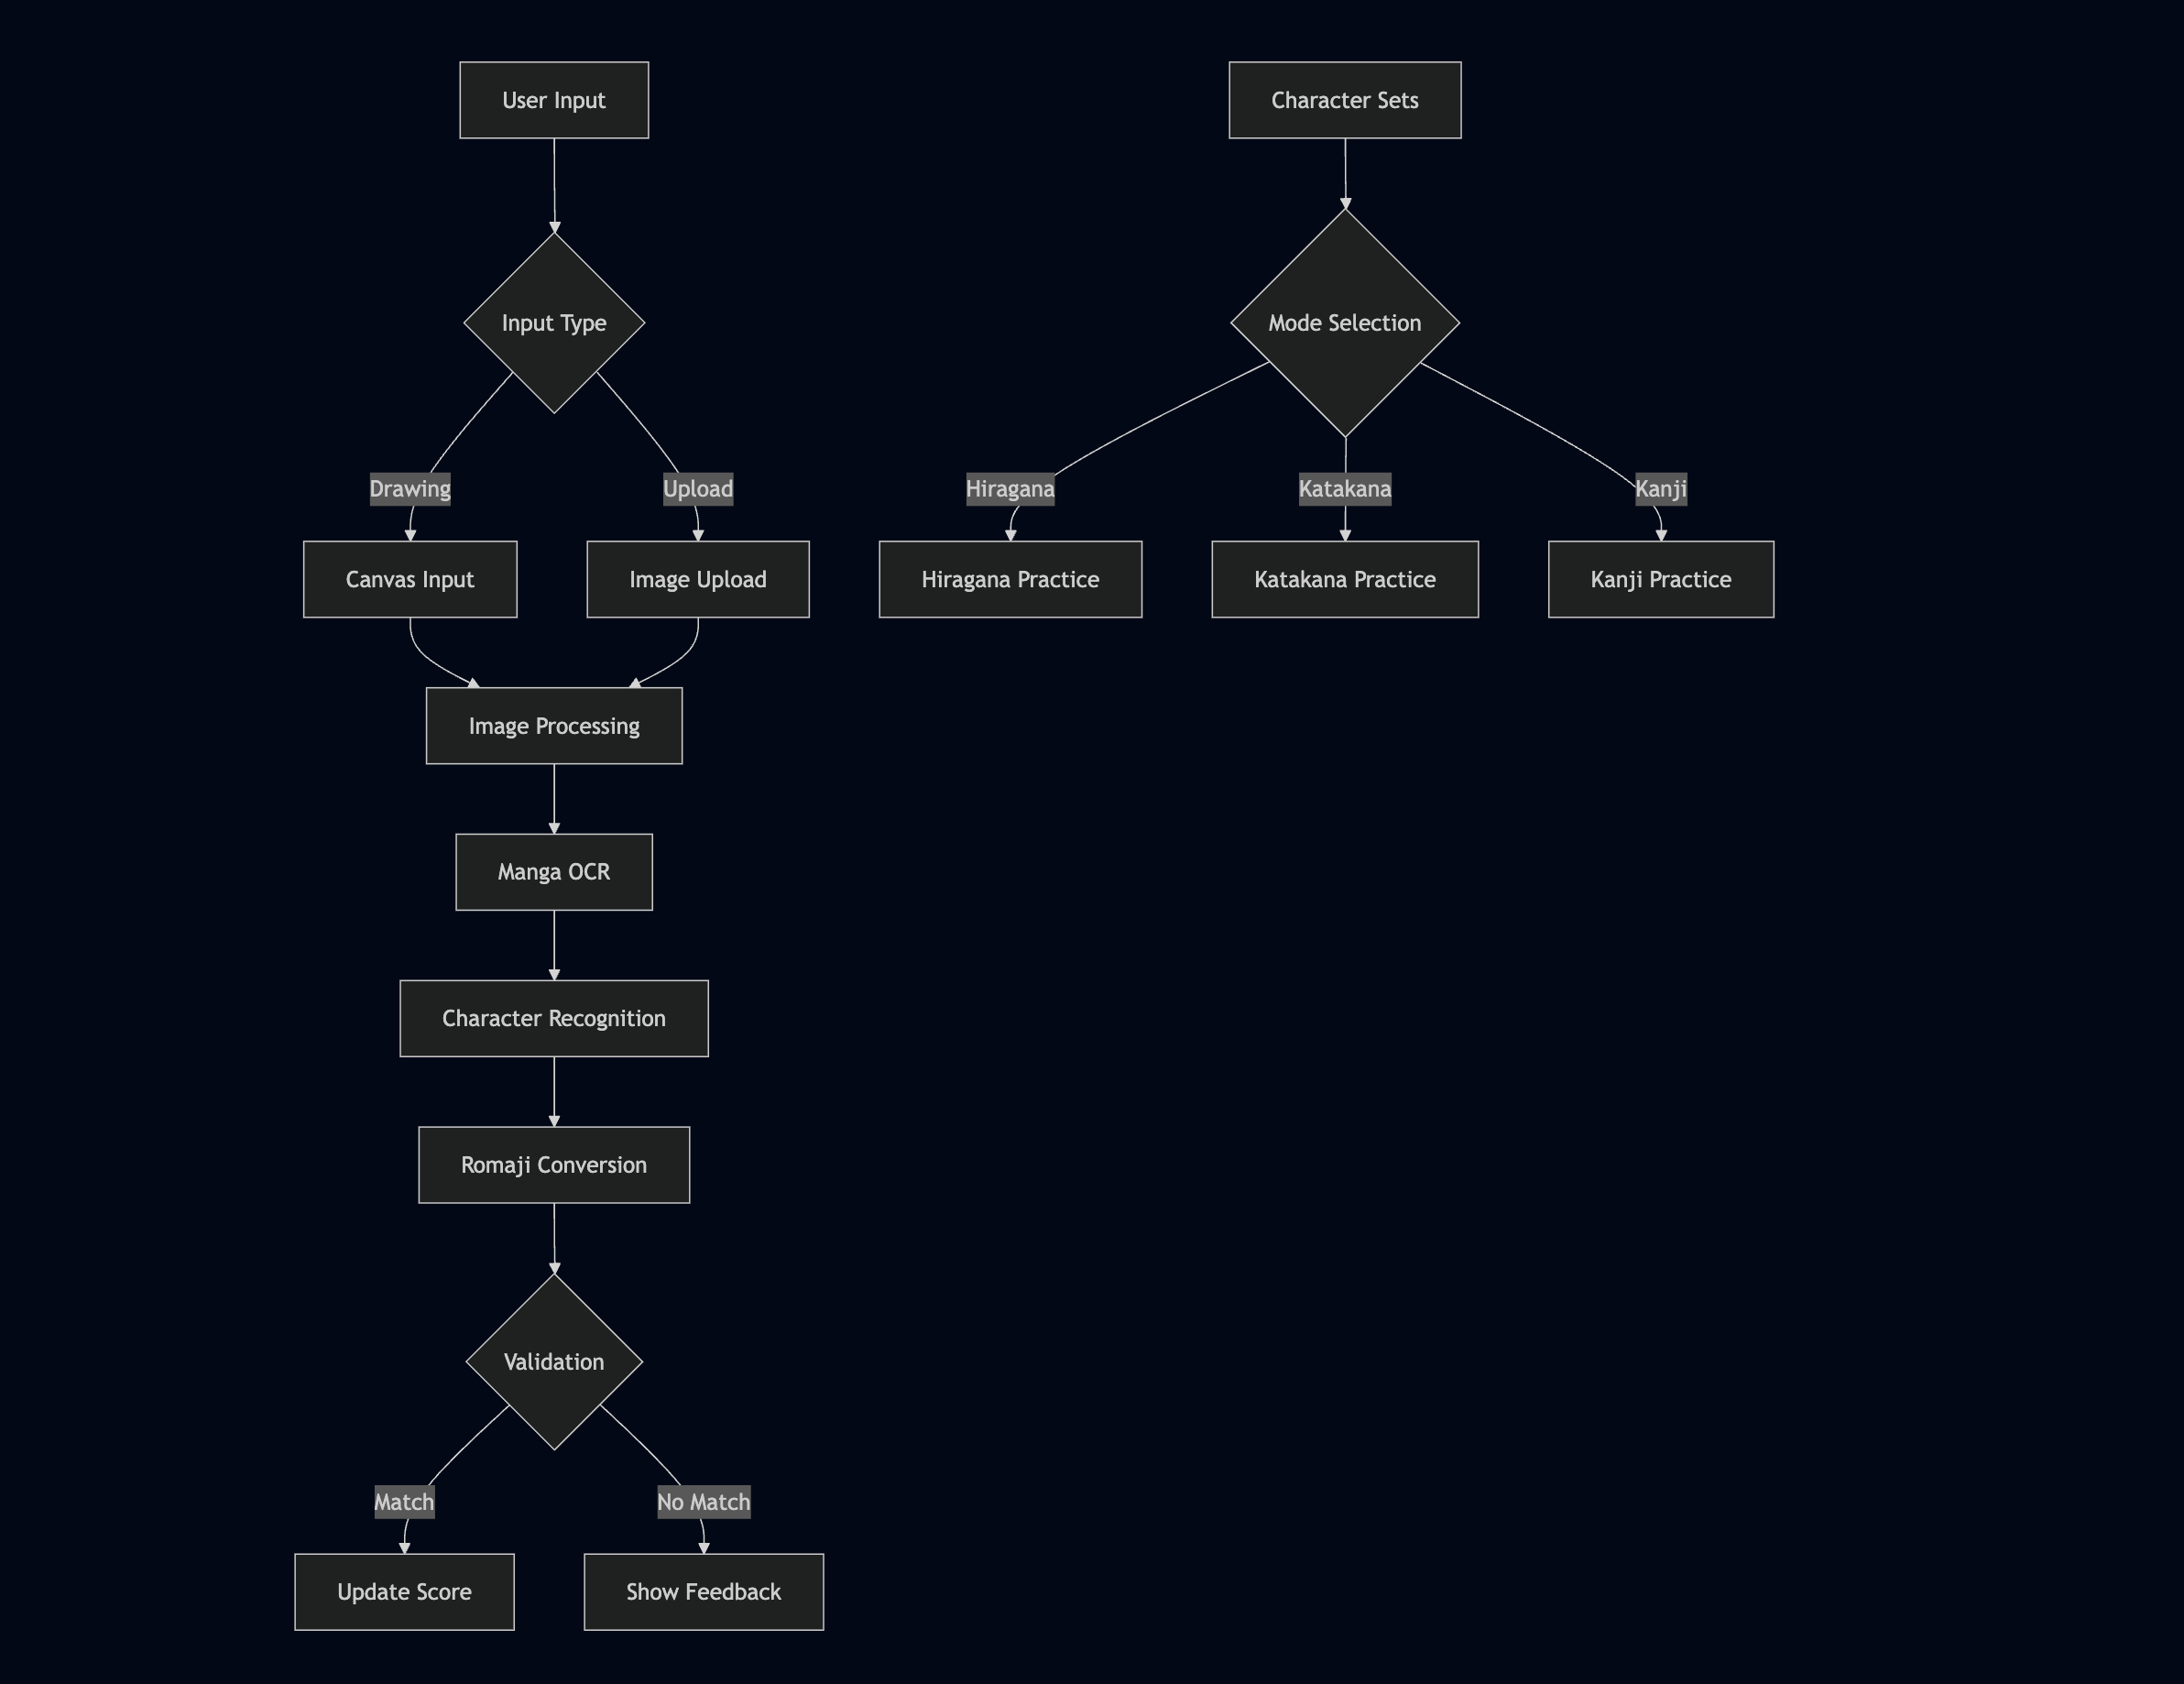 User Input
Character Sets
Input Type
Mode Selection
Drawing
Upload
Hiragana
Katakana
Kanji
Canvas Input
Image Upload
Hiragana Practice
Katakana Practice
Kanji Practice
Image Processing
Manga OCR
Character Recognition
Romaji Conversion
Validation
Match
No Match
Update Score
Show Feedback